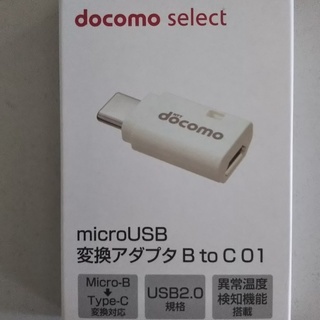 docomo select
docomo
microUSB
変換アダプタ B to C 01
Micro-B
Type-C
変換対応
USB2.0
規格
異常温度
検知機能
搭載